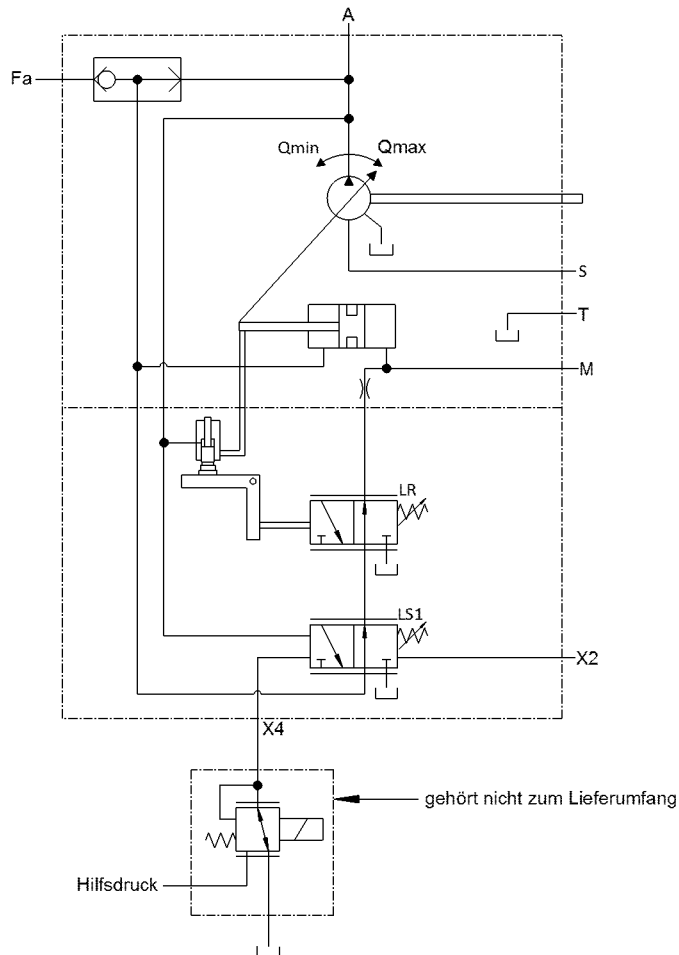 A
Fa
Qmin
Qmax
S
T
M
LR
LS1
X2
X4
gehört nicht zum Lieferumfang
Hilfsdruck